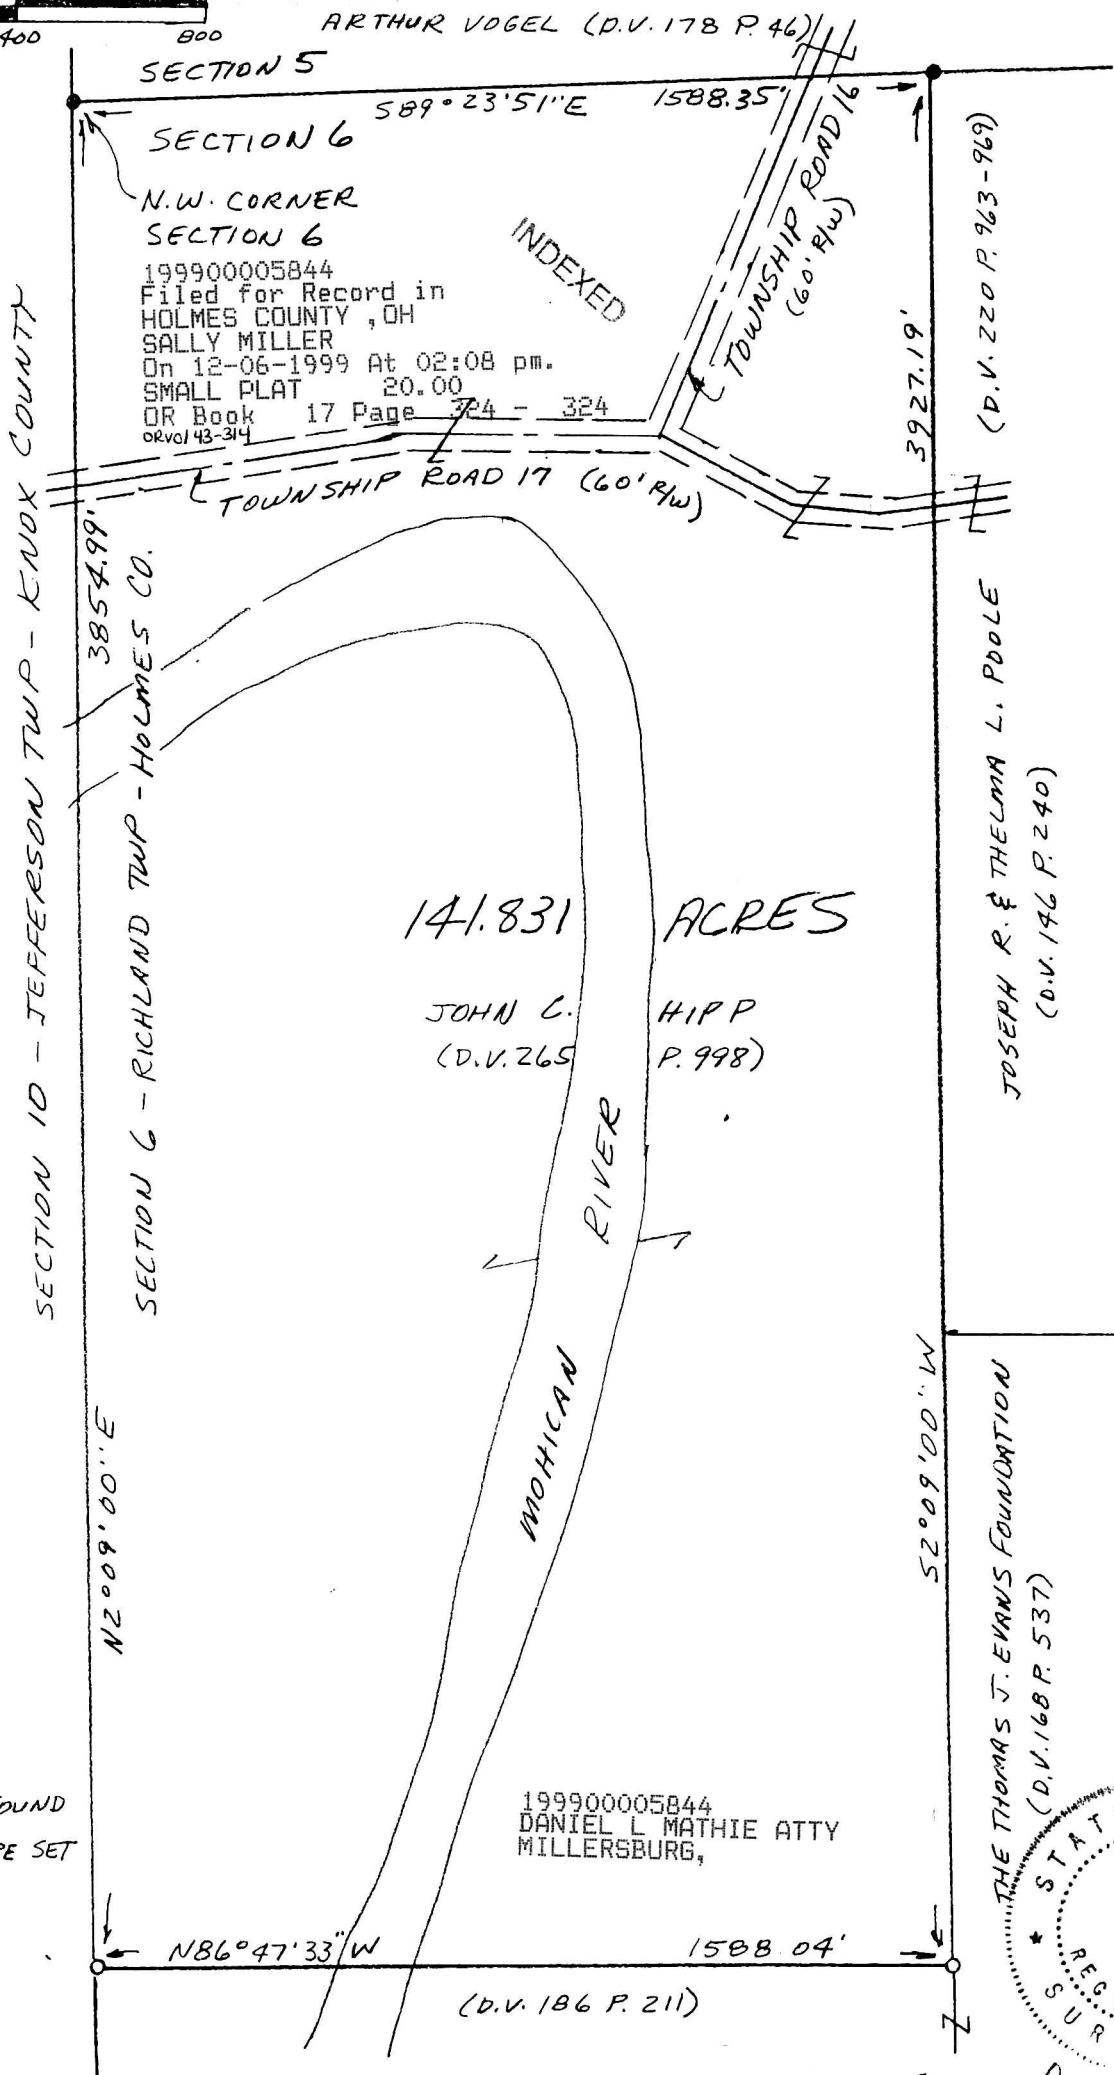 400 800
ARTHUR VOGEL (D.V. 178 P. 46)
SECTION 5
S89°23'51"E 1588.35'
SECTION 6
N.W. CORNER
SECTION 6
199900005844
Filed for Record in
HOLMES COUNTY ,OH
SALLY MILLER
On 12-06-1999 At 02:08 pm.
SMALL PLAT 20.00
OR Book 17 Page 324 - 324
ORVol 43-314
INDEXED
TOWNSHIP ROAD 16
(60' R/W)
TOWNSHIP ROAD 17 (60' R/W)
3927.19'
(D.V. 220 P. 963-969)
SECTION 10 - JEFFERSON TWP - KNOX COUNTY
3854.99'
SECTION 6 - RICHLAND TWP - HOLMES CO.
JOSEPH R. & THELMA L. POOLE
(D.V. 146 P. 240)
141.831 ACRES
JOHN C. HIPP
(D.V. 265 P. 998)
MOHICAN RIVER
N2°09'00"E
S2°09'00"W
THE THOMAS J. EVANS FOUNDATION
(D.V. 168 P. 537)
OUND
PE SET
199900005844
DANIEL L MATHIE ATTY
MILLERSBURG,
N86°47'33"W 1588.04'
(D.V. 186 P. 211)
STAT
REG
SUR